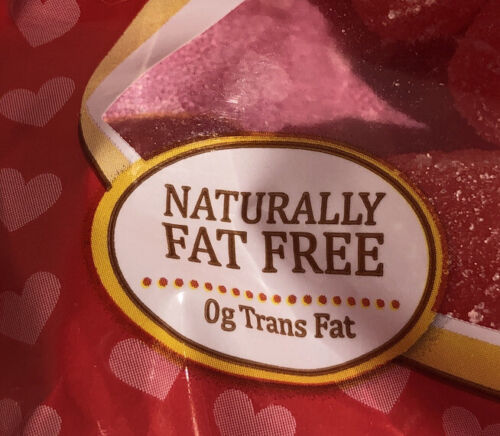 NATURALLY
FAT FREE
0g Trans Fat